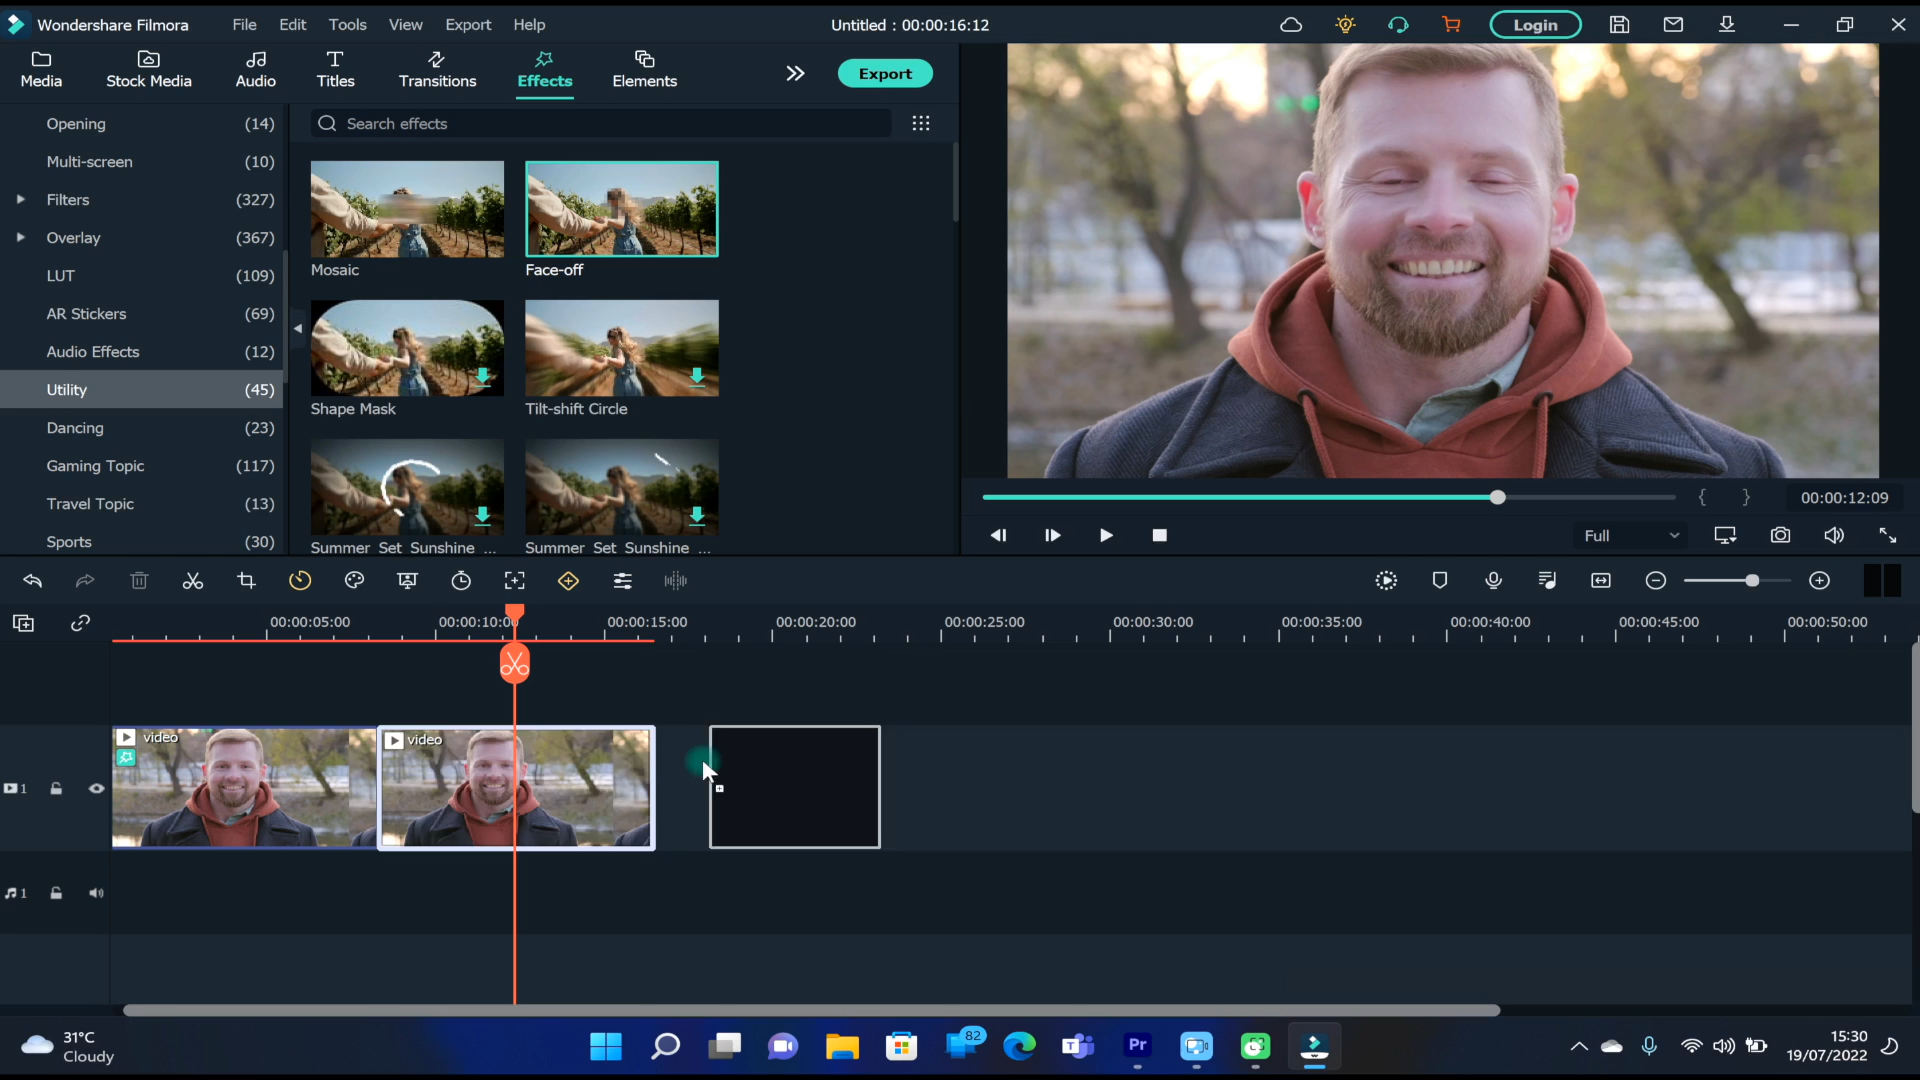 Wondershare Filmora
File
Edit
Tools
View
Export
Help
Untitled : 00:00:16:12
Login
Media
Stock Media
Audio
Titles
Transitions
Effects
Elements
Export
Opening (14)
Multi-screen (10)
Filters (327)
Overlay (367)
LUT (109)
AR Stickers (69)
Audio Effects (12)
Utility (45)
Dancing (23)
Gaming Topic (117)
Travel Topic (13)
Sports (30)
Search effects
Mosaic
Face-off
Shape Mask
Tilt-shift Circle
Summer_Set_Sunshine ...
Summer_Set_Sunshine ...
{ }
00:00:12:09
Full
00:00:05:00
00:00:10:00
00:00:15:00
00:00:20:00
00:00:25:00
00:00:30:00
00:00:35:00
00:00:40:00
00:00:45:00
00:00:50:00
video
video
1
1
31°C
Cloudy
82
Pr
15:30
19/07/2022